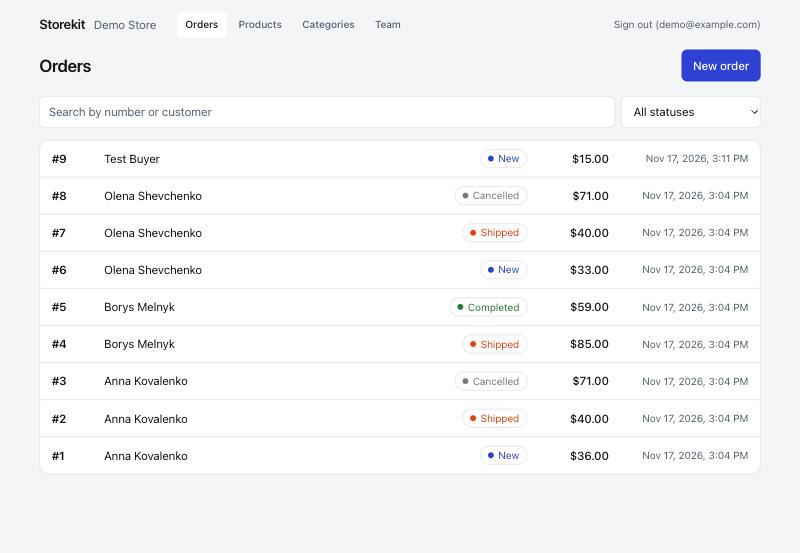 Storekit Demo Store Orders Products Categories Team Sign out (demo@example.com)
Orders New order
Search by number or customer All statuses
#9 Test Buyer New $15.00 Nov 17, 2026, 3:11 PM
#8 Olena Shevchenko Cancelled $71.00 Nov 17, 2026, 3:04 PM
#7 Olena Shevchenko Shipped $40.00 Nov 17, 2026, 3:04 PM
#6 Olena Shevchenko New $33.00 Nov 17, 2026, 3:04 PM
#5 Borys Melnyk Completed $59.00 Nov 17, 2026, 3:04 PM
#4 Borys Melnyk Shipped $85.00 Nov 17, 2026, 3:04 PM
#3 Anna Kovalenko Cancelled $71.00 Nov 17, 2026, 3:04 PM
#2 Anna Kovalenko Shipped $40.00 Nov 17, 2026, 3:04 PM
#1 Anna Kovalenko New $36.00 Nov 17, 2026, 3:04 PM